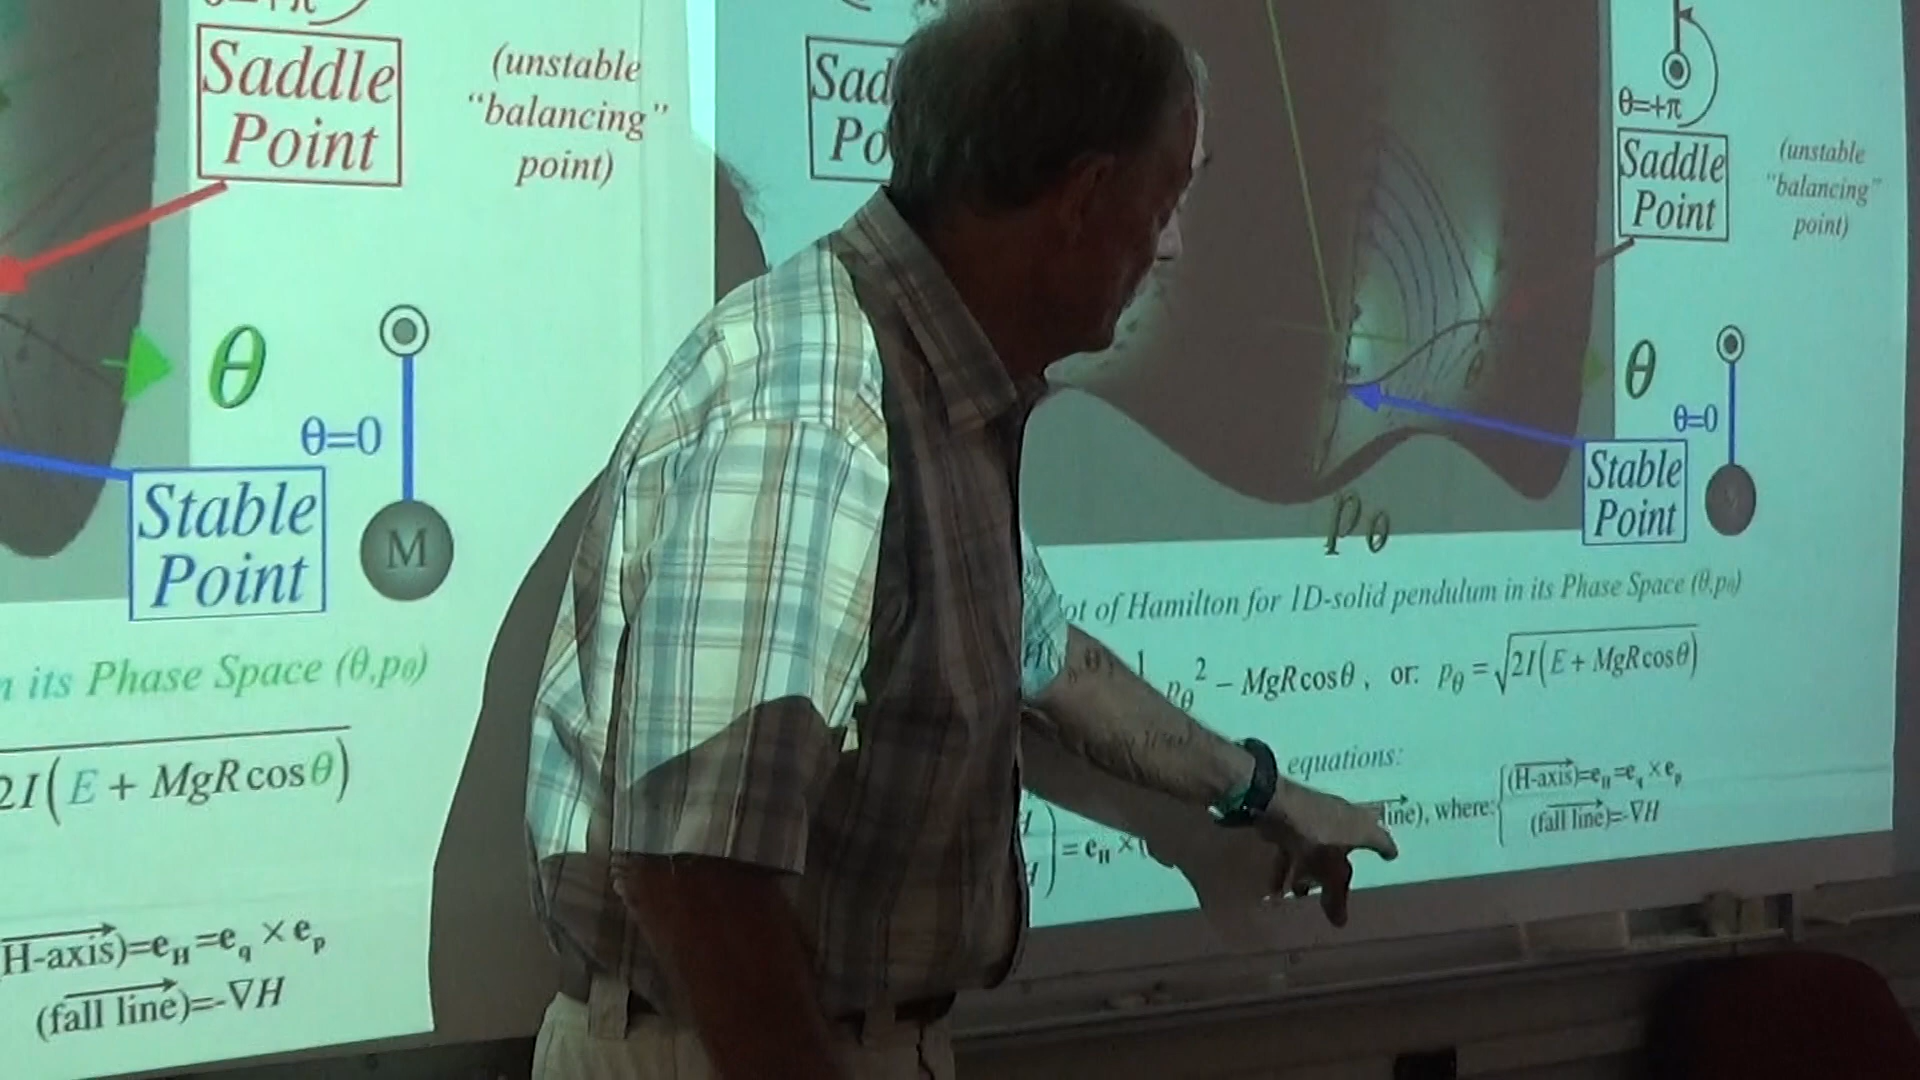 θ=+π
Saddle
Point
(unstable
“balancing”
point)
θ
θ=0
M
Stable
Point
its Phase Space (θ,pθ)
2I(E + MgR cosθ)
H-axis)=eH=eq×ep
(fall line)=-∇H
Sad
Po
θ=+π
Saddle
Point
(unstable
“balancing”
point)
θ
θ=0
Stable
Point
pθ
of Hamilton for 1D-solid pendulum in its Phase Space (θ,pθ)
pθ² − MgR cosθ , or: pθ = √2I(E + MgR cosθ)
equations:
= eH × line), where: (H-axis)=eH=eq×ep
(fall line)=-∇H